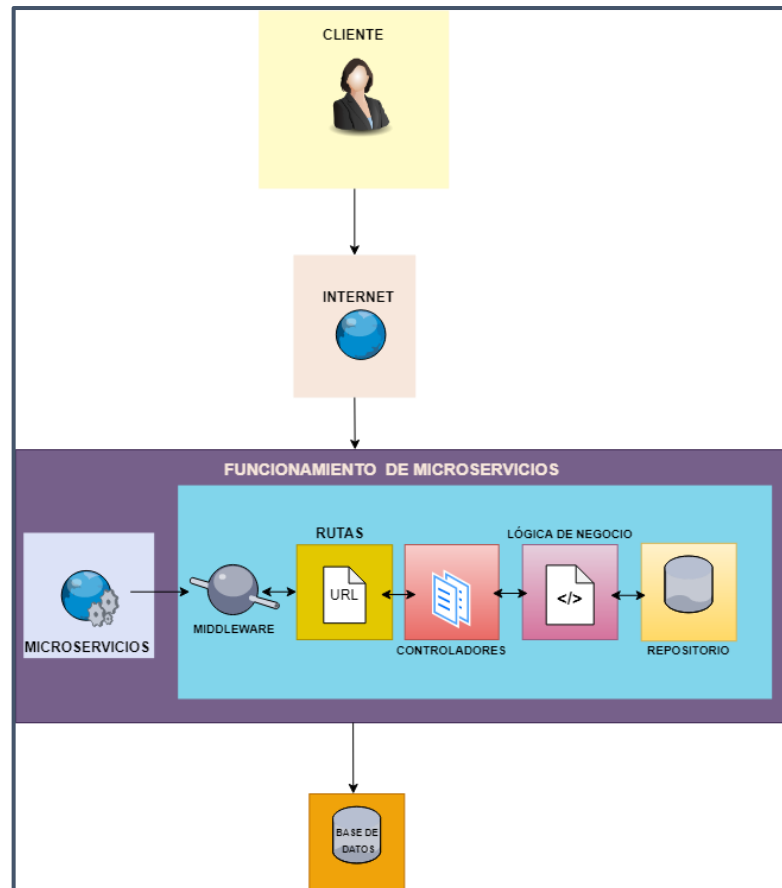 CLIENTE
INTERNET
FUNCIONAMIENTO DE MICROSERVICIOS
RUTAS
LÓGICA DE NEGOCIO
URL
</>
MIDDLEWARE
CONTROLADORES
REPOSITORIO
MICROSERVICIOS
BASE DE
DATOS